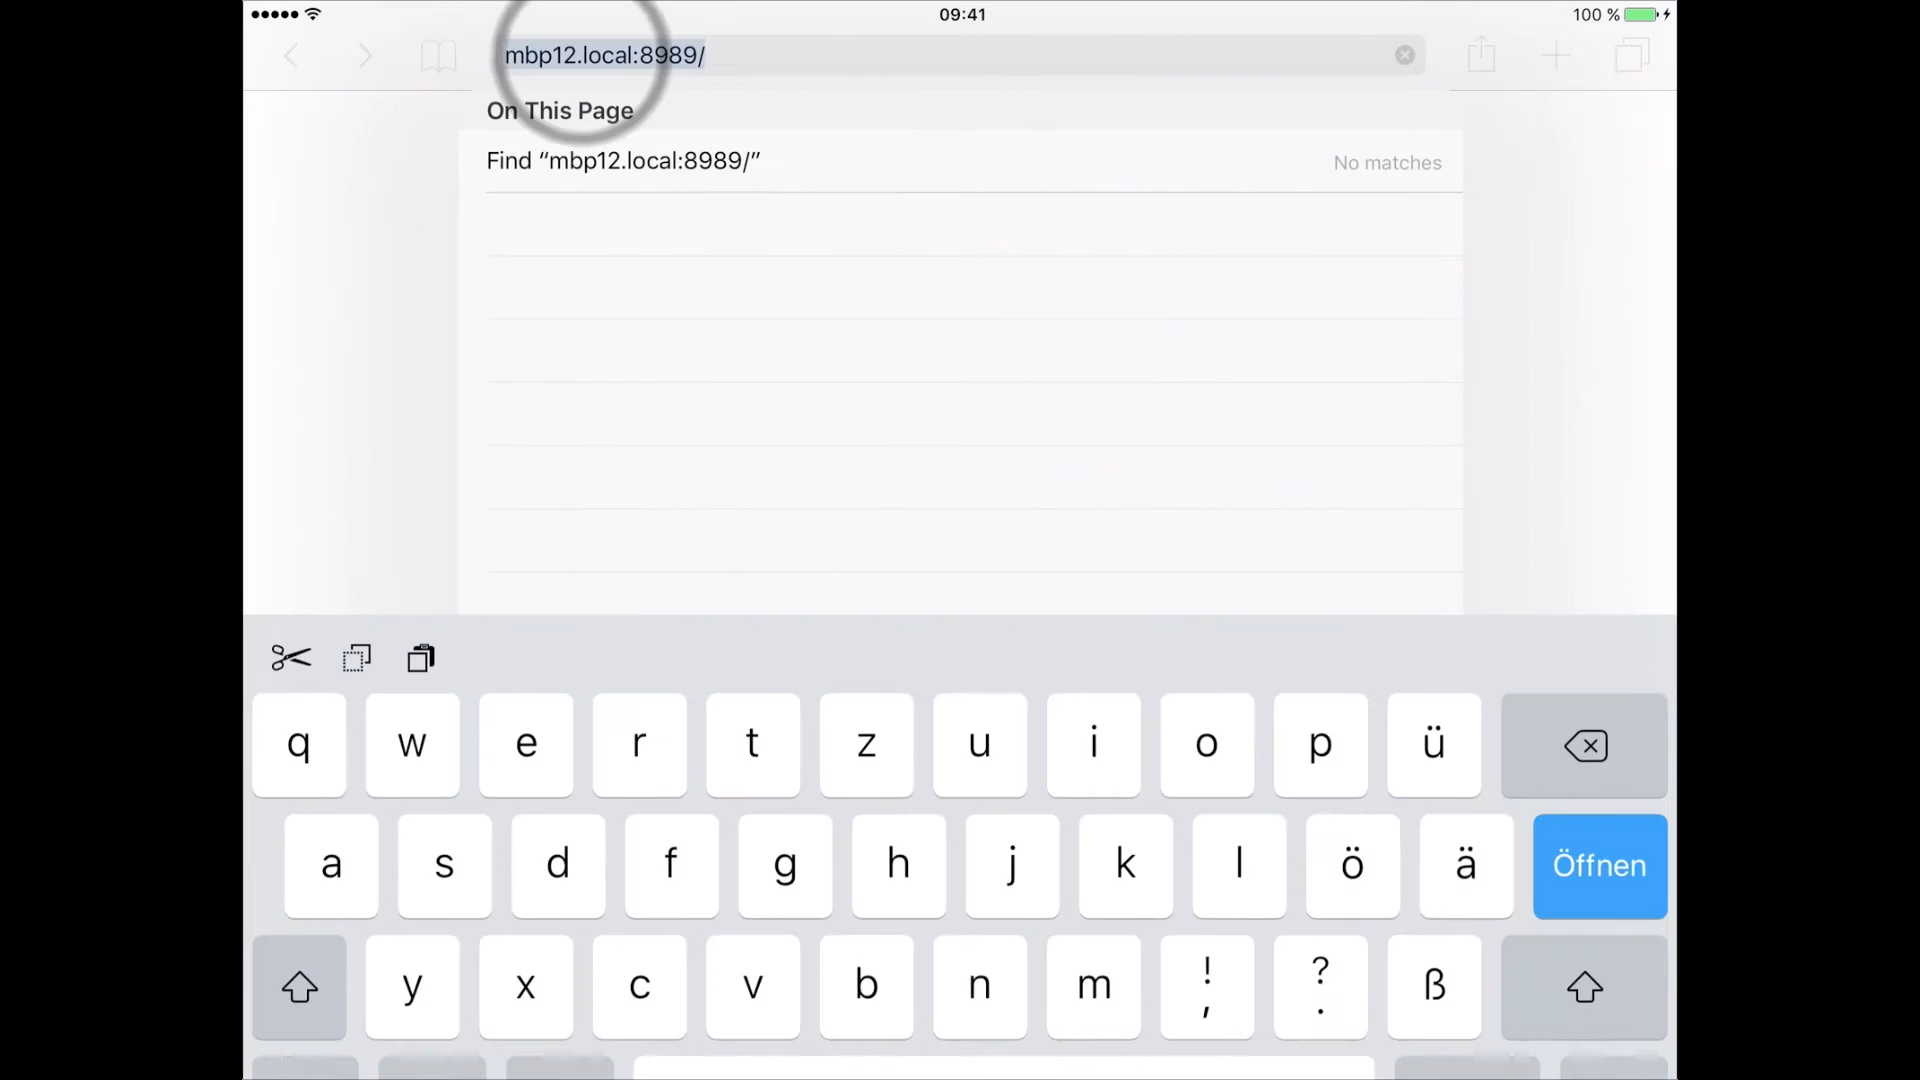 09:41
100 %
mbp12.local:8989/
On This Page
Find “mbp12.local:8989/”
No matches
q w e r t z u i o p ü
a s d f g h j k l ö ä Öffnen
y x c v b n m ! , ? . ß